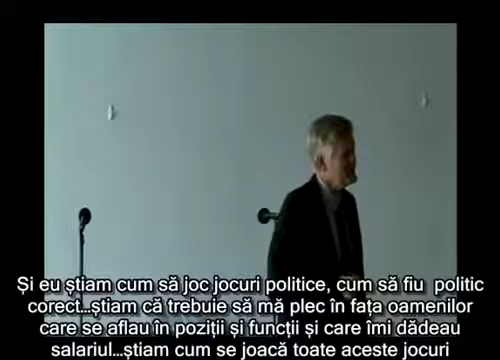 Și eu știam cum să joc jocuri politice, cum să fiu politic
corect...știam că trebuie să mă plec în fața oamenilor
care se aflau în poziții și funcții și care îmi dădeau
salariul...știam cum se joacă toate aceste jocuri